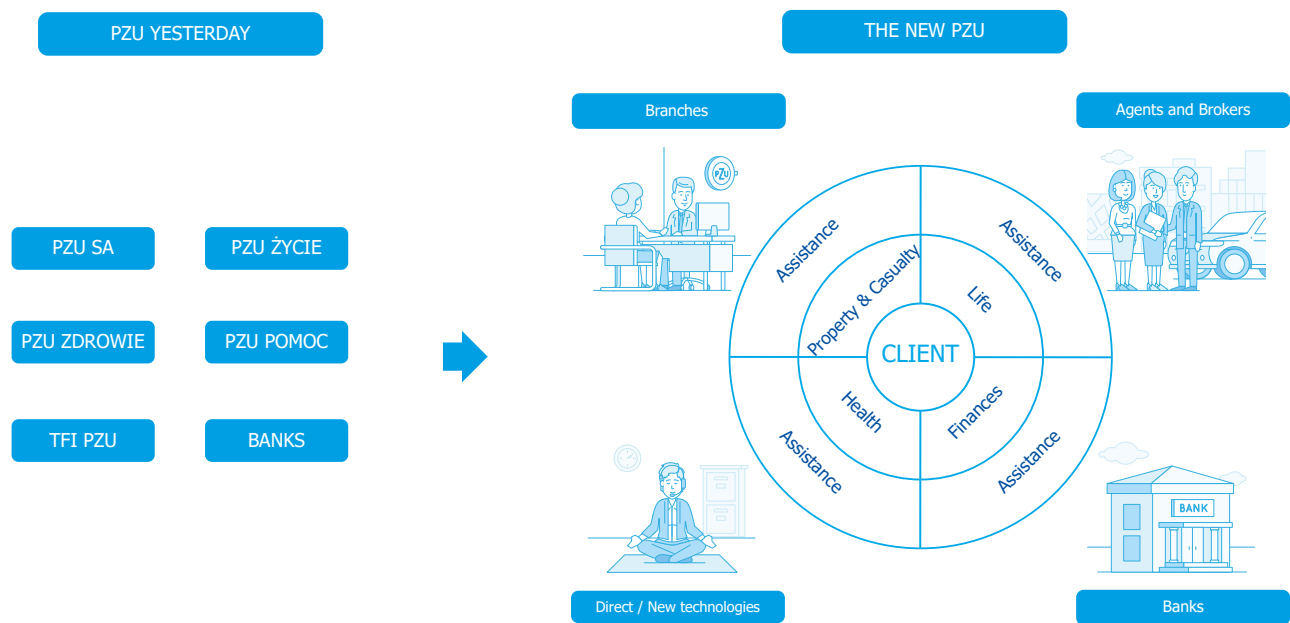 PZU YESTERDAY
PZU SA
PZU ŻYCIE
PZU ZDROWIE
PZU POMOC
TFI PZU
BANKS
THE NEW PZU
Branches
Agents and Brokers
PZU
Assistance
Assistance
Property & Casualty
Life
CLIENT
Health
Finances
Assistance
Assistance
BANK
Direct / New technologies
Banks